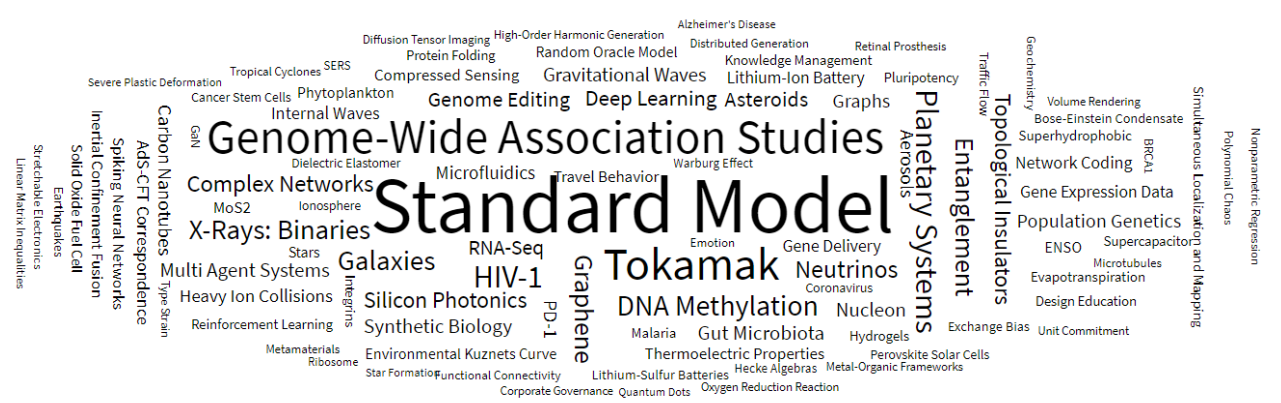 Alzheimer's Disease
High-Order Harmonic Generation
Diffusion Tensor Imaging
Distributed Generation
Retinal Prosthesis
Protein Folding
Random Oracle Model
Knowledge Management
SERS
Tropical Cyclones
Compressed Sensing
Gravitational Waves
Lithium-Ion Battery
Pluripotency
Severe Plastic Deformation
Cancer Stem Cells
Phytoplankton
Genome Editing
Deep Learning
Asteroids
Graphs
Traffic Flow
Geochemistry
Volume Rendering
Internal Waves
Bose-Einstein Condensate
GaN
Genome-Wide Association Studies
Aerosols
Planetary Systems
Entanglement
Topological Insulators
Superhydrophobic
BRCA1
Simultaneous Localization and Mapping
Polynomial Chaos
Nonparametric Regression
Linear Matrix Inequalities
Stretchable Electronics
Earthquakes
Solid Oxide Fuel Cell
Inertial Confinement Fusion
Spiking Neural Networks
AdS-CFT Correspondence
Carbon Nanotubes
Type Strain
Dielectric Elastomer
Microfluidics
Warburg Effect
Travel Behavior
Network Coding
Complex Networks
Standard Model
Gene Expression Data
MoS2
Ionosphere
Population Genetics
X-Rays: Binaries
RNA-Seq
Emotion
Gene Delivery
ENSO
Supercapacitor
Stars
Galaxies
Tokamak
Neutrinos
Microtubules
Multi Agent Systems
HIV-1
Graphene
Evapotranspiration
Integrins
Coronavirus
Heavy Ion Collisions
Silicon Photonics
DNA Methylation
Nucleon
Design Education
Reinforcement Learning
Synthetic Biology
PD-1
Malaria
Gut Microbiota
Hydrogels
Exchange Bias
Unit Commitment
Metamaterials
Environmental Kuznets Curve
Thermoelectric Properties
Perovskite Solar Cells
Ribosome
Star Formation
Functional Connectivity
Lithium-Sulfur Batteries
Hecke Algebras
Metal-Organic Frameworks
Corporate Governance
Quantum Dots
Oxygen Reduction Reaction